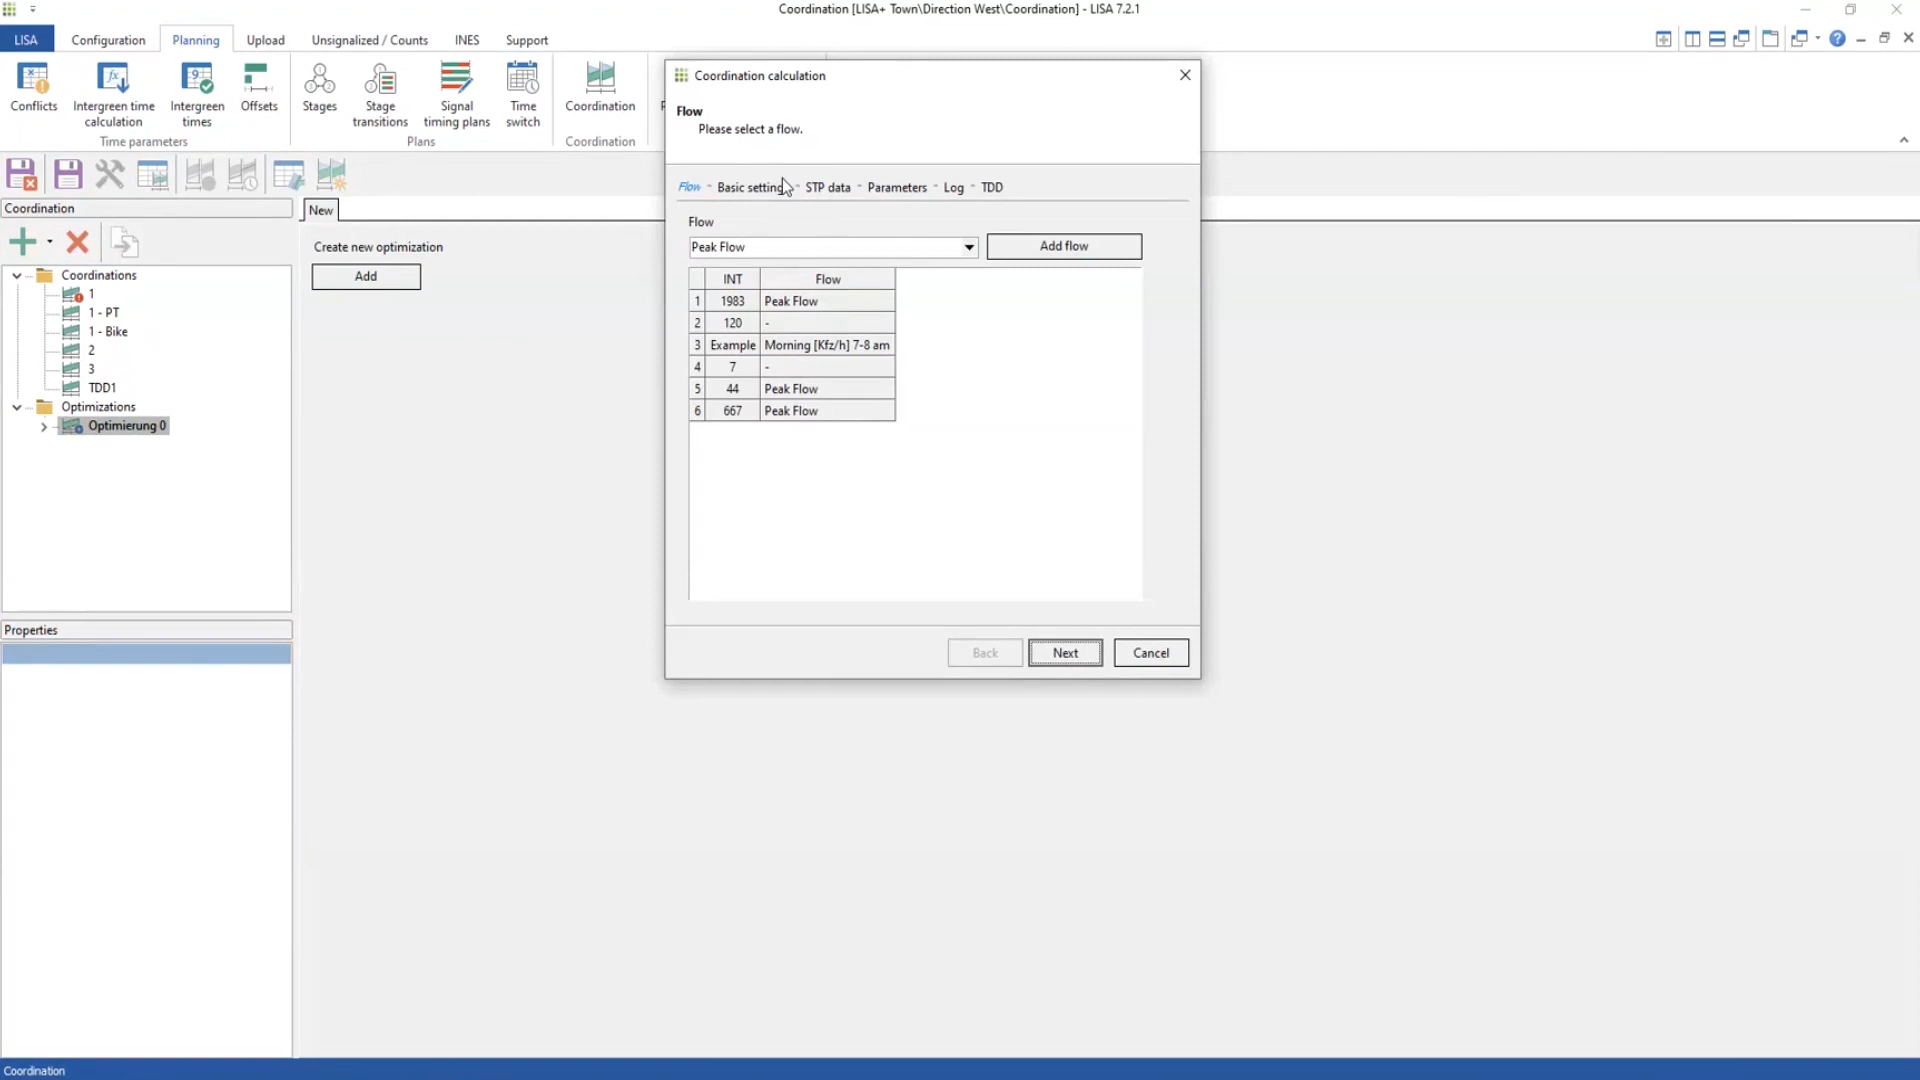 Coordination [LISA+ Town\Direction West\Coordination] - LISA 7.2.1
LISA
Configuration
Planning
Upload
Unsignalized / Counts
INES
Support
Conflicts
Intergreen time
calculation
Intergreen
times
Offsets
Time parameters
Stages
Stage
transitions
Signal
timing plans
Time
switch
Plans
Coordination
Coordination
Coordination
Coordinations
1
1 - PT
1 - Bike
2
3
TDD1
Optimizations
Optimierung 0
Properties
New
Create new optimization
Add
Coordination calculation
Flow
Please select a flow.
Flow - Basic setting - STP data - Parameters - Log - TDD
Flow
Peak Flow
Add flow
INT Flow
1 1983 Peak Flow
2 120 -
3 Example Morning [Kfz/h] 7-8 am
4 7 -
5 44 Peak Flow
6 667 Peak Flow
Back
Next
Cancel
Coordination